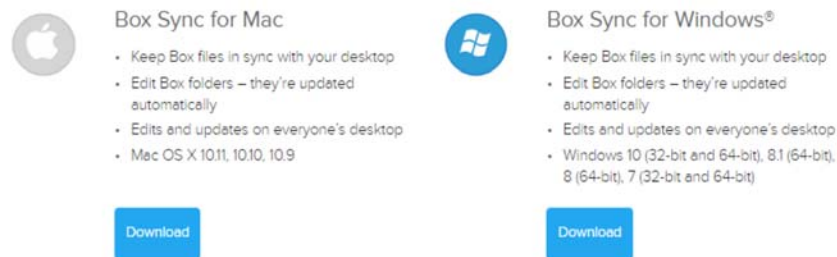 Box Sync for Mac
• Keep Box files in sync with your desktop
• Edit Box folders – they're updated
automatically
• Edits and updates on everyone's desktop
• Mac OS X 10.11, 10.10, 10.9
Download
Box Sync for Windows®
• Keep Box files in sync with your desktop
• Edit Box folders – they're updated
automatically
• Edits and updates on everyone's desktop
• Windows 10 (32-bit and 64-bit), 8.1 (64-bit),
8 (64-bit), 7 (32-bit and 64-bit)
Download